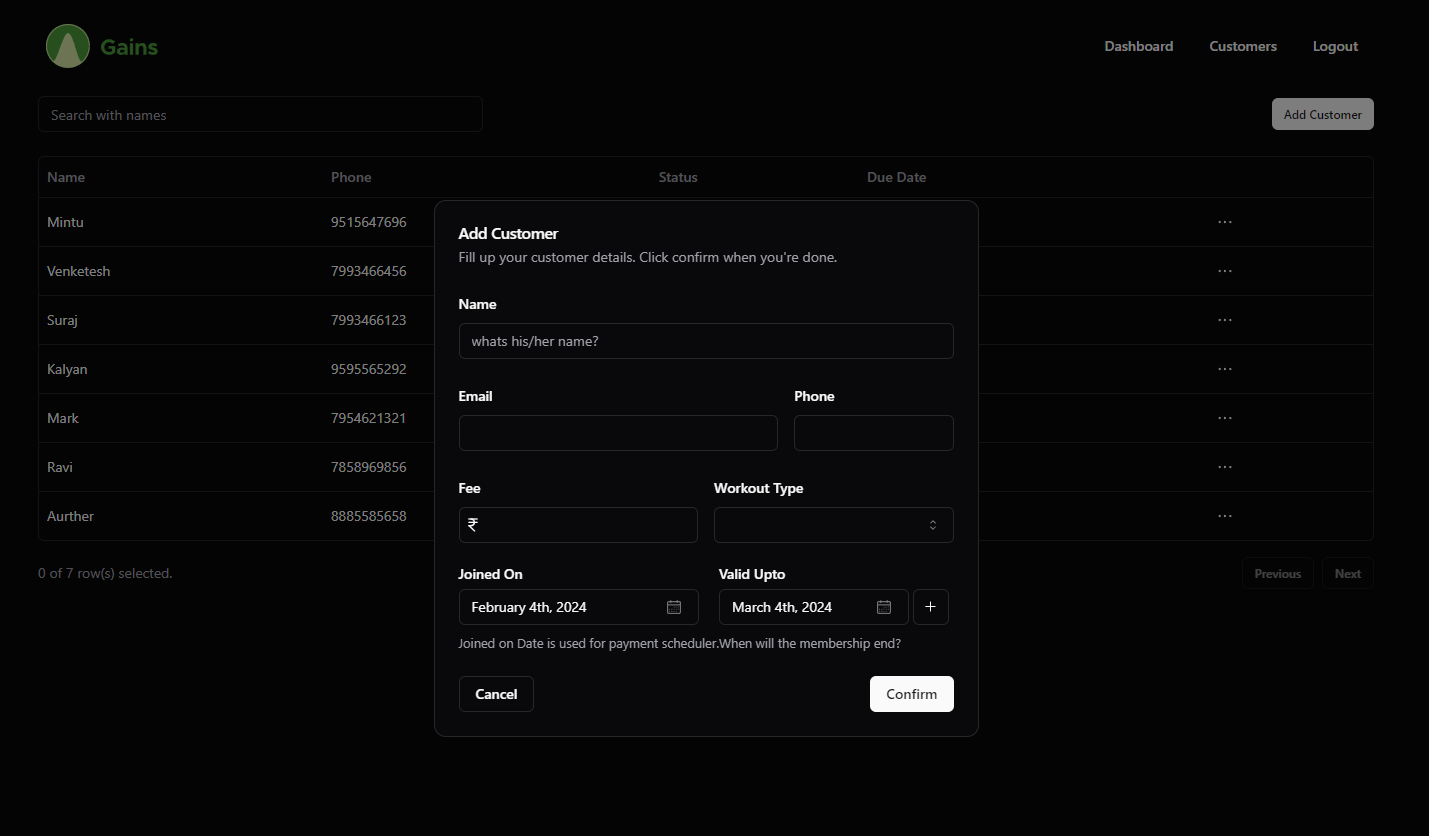 Gains
Dashboard Customers Logout
Search with names
Add Customer
Name Phone Status Due Date
Mintu 9515647696 ...
Venketesh 7993466456 ...
Suraj 7993466123 ...
Kalyan 9595565292 ...
Mark 7954621321 ...
Ravi 7858969856 ...
Aurther 8885585658 ...
0 of 7 row(s) selected.
Previous Next
Add Customer
Fill up your customer details. Click confirm when you're done.
Name
whats his/her name?
Email Phone
Fee Workout Type
₹
Joined On Valid Upto
February 4th, 2024 March 4th, 2024 +
Joined on Date is used for payment scheduler.When will the membership end?
Cancel Confirm